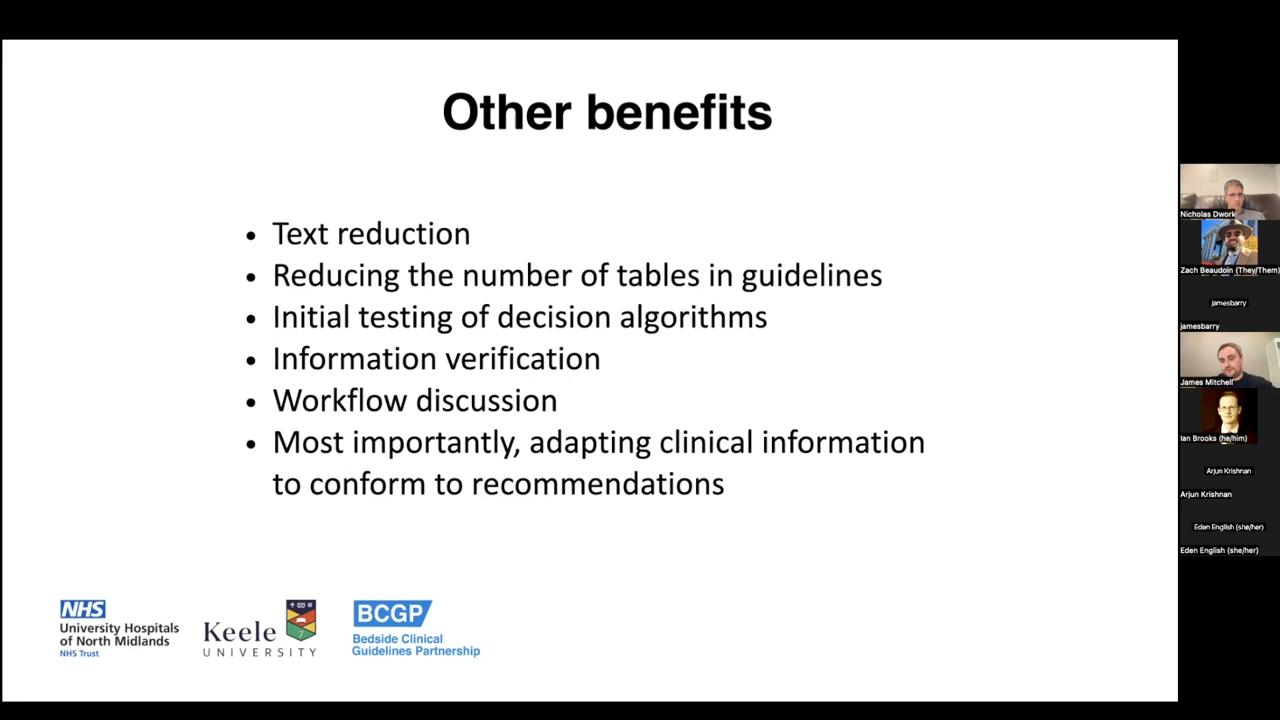 Other benefits
• Text reduction
• Reducing the number of tables in guidelines
• Initial testing of decision algorithms
• Information verification
• Workflow discussion
• Most importantly, adapting clinical information
to conform to recommendations
NHS
University Hospitals
of North Midlands
NHS Trust
Keele
UNIVERSITY
BCGP
Bedside Clinical
Guidelines Partnership
Nicholas Dwork
Zach Beaudoin (They/Them)
jamesbarry
jamesbarry
James Mitchell
Ian Brooks (he/him)
Arjun Krishnan
Arjun Krishnan
Eden English (she/her)
Eden English (she/her)